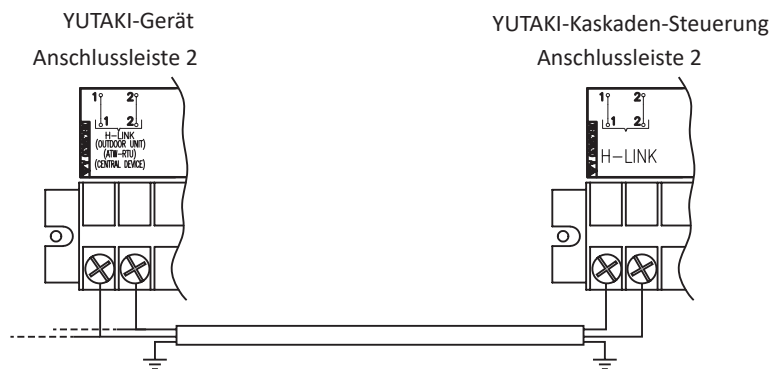 YUTAKI-Gerät
Anschlussleiste 2
1 2
1 2
H-LINK
(OUTDOOR UNIT)
(ATW-RTU)
(CENTRAL DEVICE)
YUTAKI-Kaskaden-Steuerung
Anschlussleiste 2
1 2
1 2
H-LINK